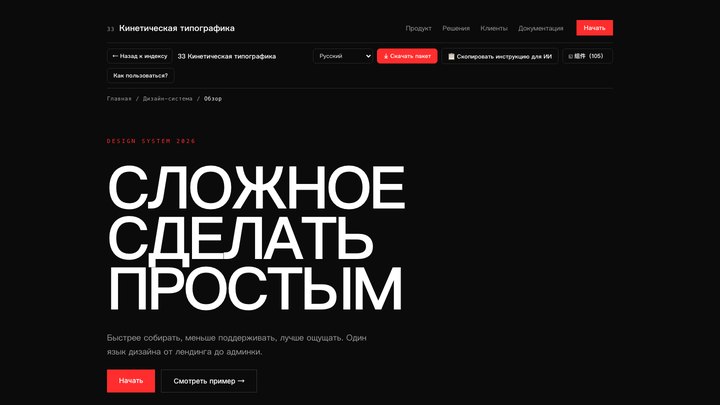 33 Кинетическая типографика
Продукт Решения Клиенты Документация Начать
← Назад к индексу 33 Кинетическая типографика Русский Скачать пакет Скопировать инструкцию для ИИ 组件 (105)
Как пользоваться?
Главная / Дизайн-система / Обзор
DESIGN SYSTEM 2026
СЛОЖНОЕ
СДЕЛАТЬ
ПРОСТЫМ
Быстрее собирать, меньше поддерживать, лучше ощущать. Один
язык дизайна от лендинга до админки.
Начать Смотреть пример →